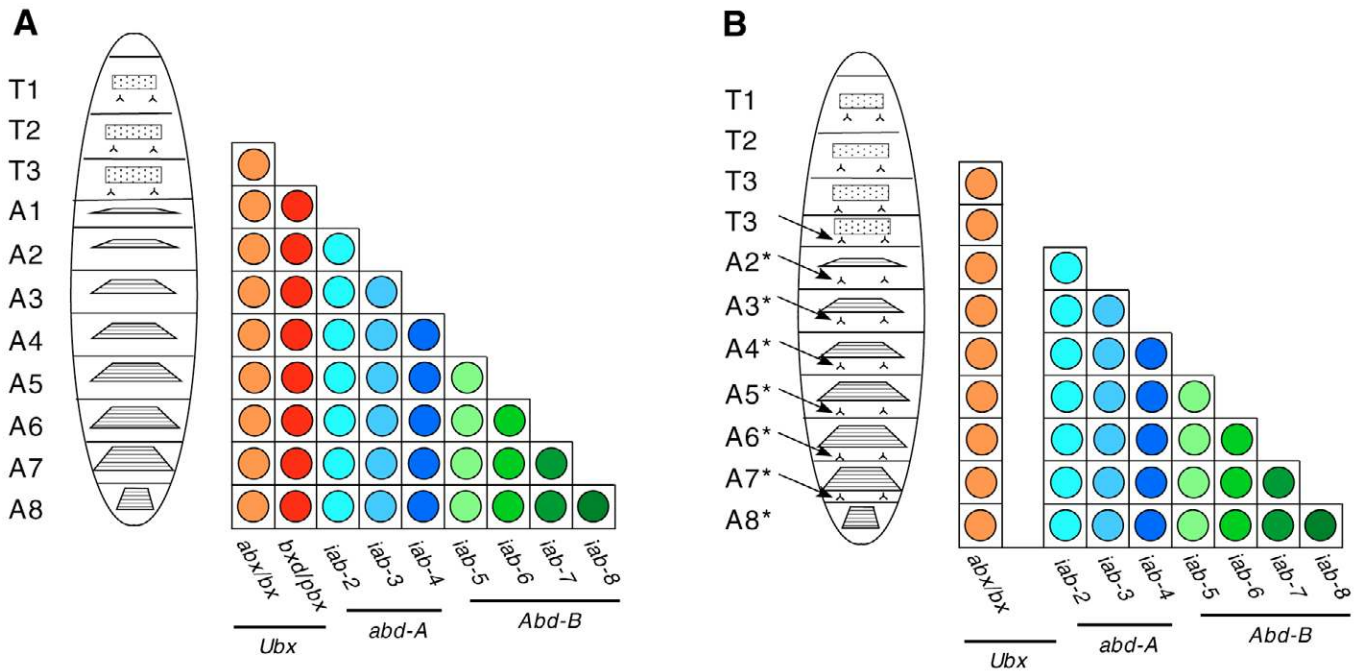 A
T1
T2
T3
A1
A2
A3
A4
A5
A6
A7
A8
abx/bx
bxd/pbx
iab-2
iab-3
iab-4
iab-5
iab-6
iab-7
iab-8
Ubx
abd-A
Abd-B
B
T1
T2
T3
T3
A2*
A3*
A4*
A5*
A6*
A7*
A8*
abx/bx
iab-2
iab-3
iab-4
iab-5
iab-6
iab-7
iab-8
Ubx
abd-A
Abd-B